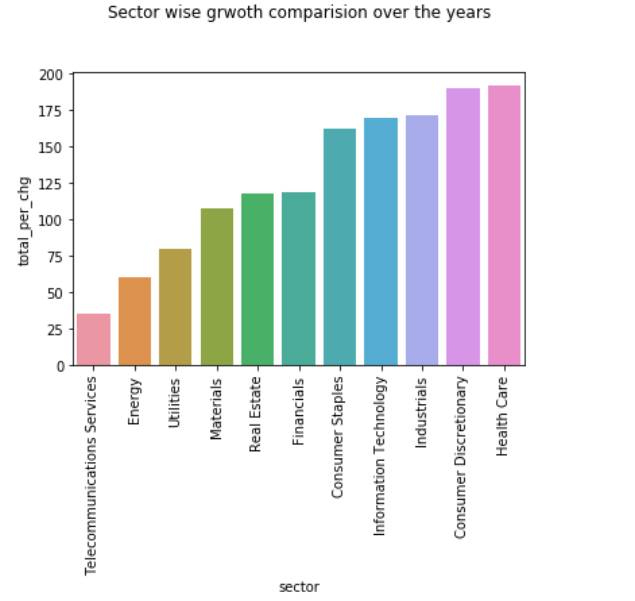 Sector wise grwoth comparision over the years
total_per_chg
200
175
150
125
100
75
50
25
0
Telecommunications Services
Energy
Utilities
Materials
Real Estate
Financials
Consumer Staples
Information Technology
Industrials
Consumer Discretionary
Health Care
sector